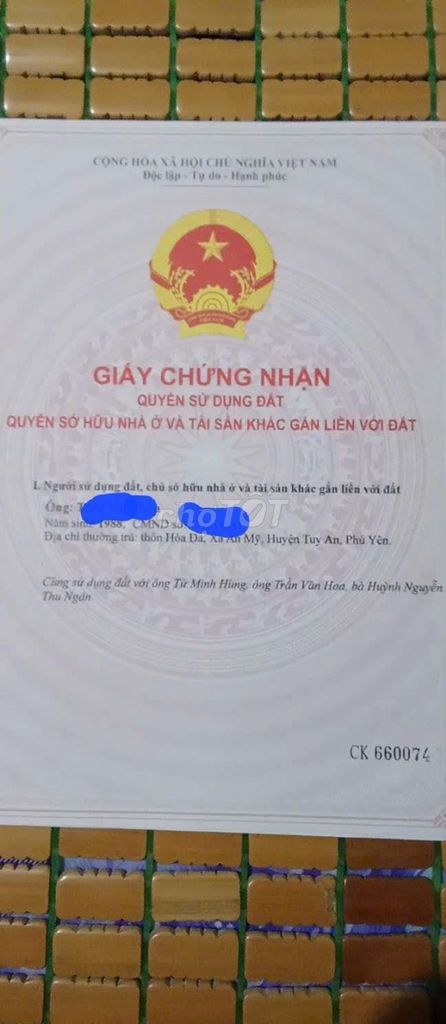 CỘNG HÒA XÃ HỘI CHỦ NGHĨA VIỆT NAM
Độc lập - Tự do - Hạnh phúc
GIẤY CHỨNG NHẬN
QUYỀN SỬ DỤNG ĐẤT
QUYỀN SỞ HỮU NHÀ Ở VÀ TÀI SẢN KHÁC GẮN LIỀN VỚI ĐẤT
I. Người sử dụng đất, chủ sở hữu nhà ở và tài sản khác gắn liền với đất
Ông: T
Năm sinh: 1988, CMND số
Địa chỉ thường trú: thôn Hòa Đa, Xã An Mỹ, Huyện Tuy An, Phú Yên.
choTỐT
Cùng sử dụng đất với ông Từ Minh Hùng, ông Trần Văn Hoa, bà Huỳnh Nguyễn
Thu Ngân
CK 660074